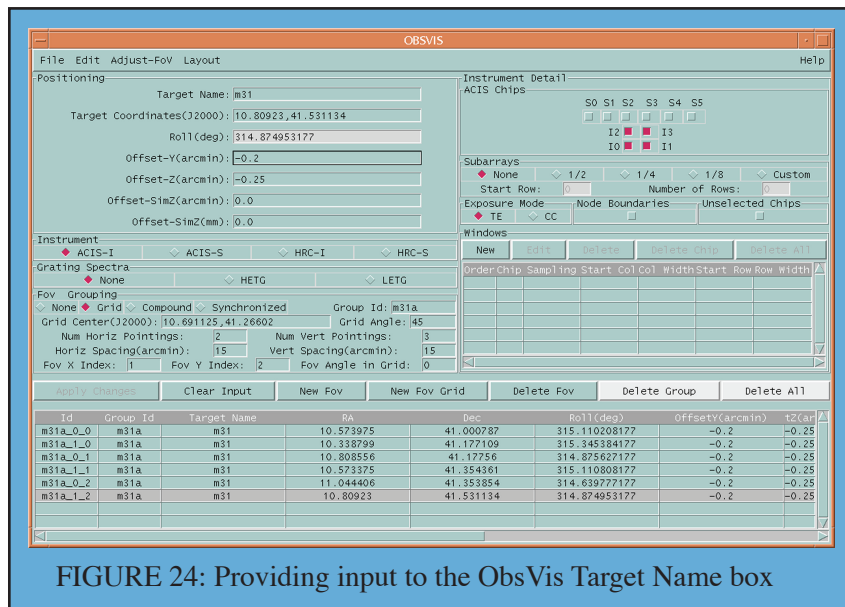 OBSVIS
File Edit Adjust-FoV Layout Help
Positioning
Target Name: m31
Target Coordinates(J2000): 10.80923,41.531134
Roll(deg): 314.874953177
Offset-Y(arcmin): -0.2
Offset-Z(arcmin): -0.25
Offset-SimZ(arcmin): 0.0
Offset-SimZ(mm): 0.0
Instrument
ACIS-I ACIS-S HRC-I HRC-S
Grating Spectra
None HETG LETG
Fov Grouping
None Grid Compound Synchronized Group Id: m31a
Grid Center(J2000): 10.691125,41.26602 Grid Angle: 45
Num Horiz Pointings: 2 Num Vert Pointings: 3
Horiz Spacing(arcmin): 15 Vert Spacing(arcmin): 15
Fov X Index: 1 Fov Y Index: 2 Fov Angle in Grid: 0
Instrument Detail
ACIS Chips
S0 S1 S2 S3 S4 S5
I2 I3
I0 I1
Subarrays
None 1/2 1/4 1/8 Custom
Start Row: 0 Number of Rows: 0
Exposure Mode Node Boundaries Unselected Chips
TE CC
Windows
New Edit Delete Delete Chip Delete All
Order Chip Sampling Start Col Col Width Start Row Row Width
Apply Changes Clear Input New Fov New Fov Grid Delete Fov Delete Group Delete All
Id Group Id Target Name RA Dec Roll(deg) OffsetY(arcmin) tZ(ar
m31a_0_0 m31a m31 10.573975 41.000787 315.110208177 -0.2 -0.25
m31a_1_0 m31a m31 10.338799 41.177109 315.345384177 -0.2 -0.25
m31a_0_1 m31a m31 10.808556 41.17756 314.875627177 -0.2 -0.25
m31a_1_1 m31a m31 10.573375 41.354361 315.110808177 -0.2 -0.25
m31a_0_2 m31a m31 11.044406 41.353854 314.639777177 -0.2 -0.25
m31a_1_2 m31a m31 10.80923 41.531134 314.874953177 -0.2 -0.25
FIGURE 24: Providing input to the ObsVis Target Name box